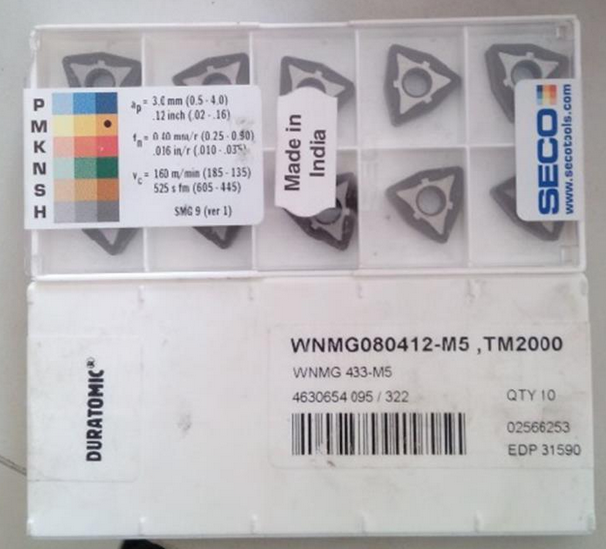 P
M
K
N
S
H
ap= 3.0 mm (0.5 - 4.0)
.12 inch (.02 - .16)
fn= 0.40 mm/r (0.25 - 0.90)
.016 in/r (.010 - .035)
vc= 160 m/min (185 - 135)
525 s fm (605 - 445)
SMG 9 (ver 1)
Made in
India
SECO
www.secotools.com
DURATOMIC®
WNMG080412-M5 ,TM2000
WNMG 433-M5
4630654 095 / 322
QTY 10
02566253
EDP 31590